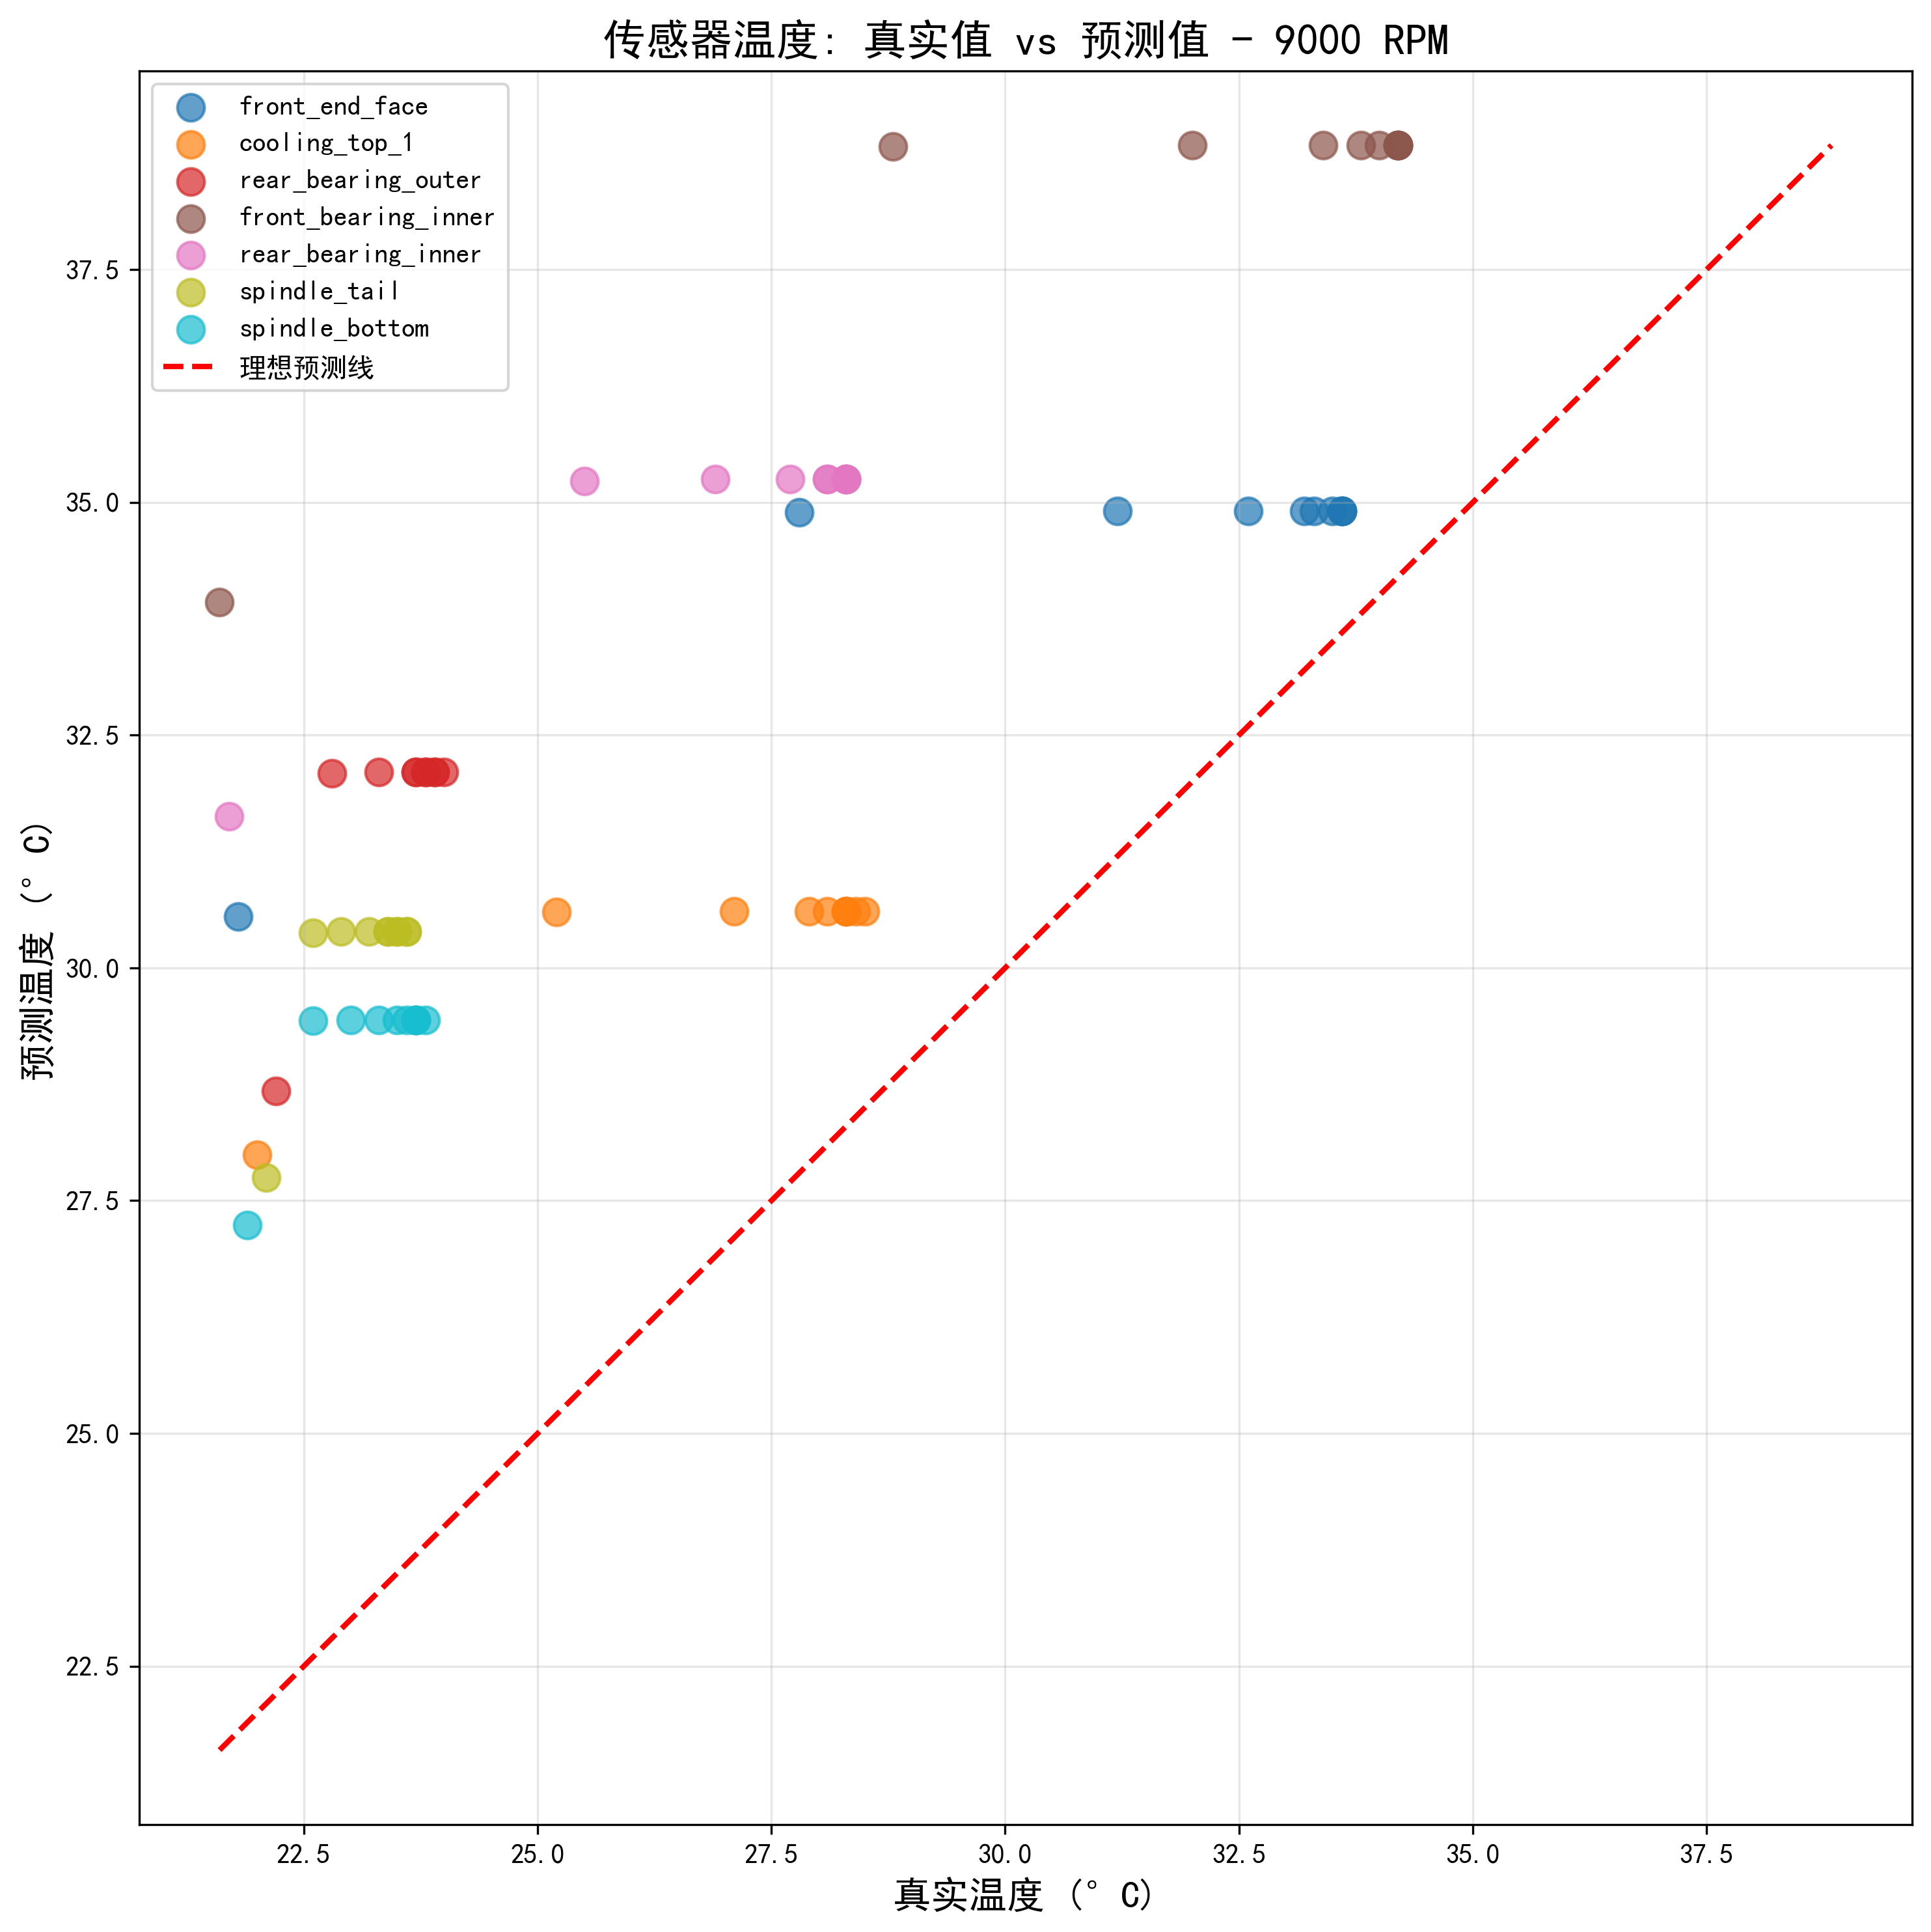 传感器温度: 真实值 vs 预测值 - 9000 RPM
front_end_face
cooling_top_1
rear_bearing_outer
front_bearing_inner
rear_bearing_inner
spindle_tail
spindle_bottom
理想预测线
预测温度 (°C)
37.5
35.0
32.5
30.0
27.5
25.0
22.5
22.5 25.0 27.5 30.0 32.5 35.0 37.5
真实温度 (°C)